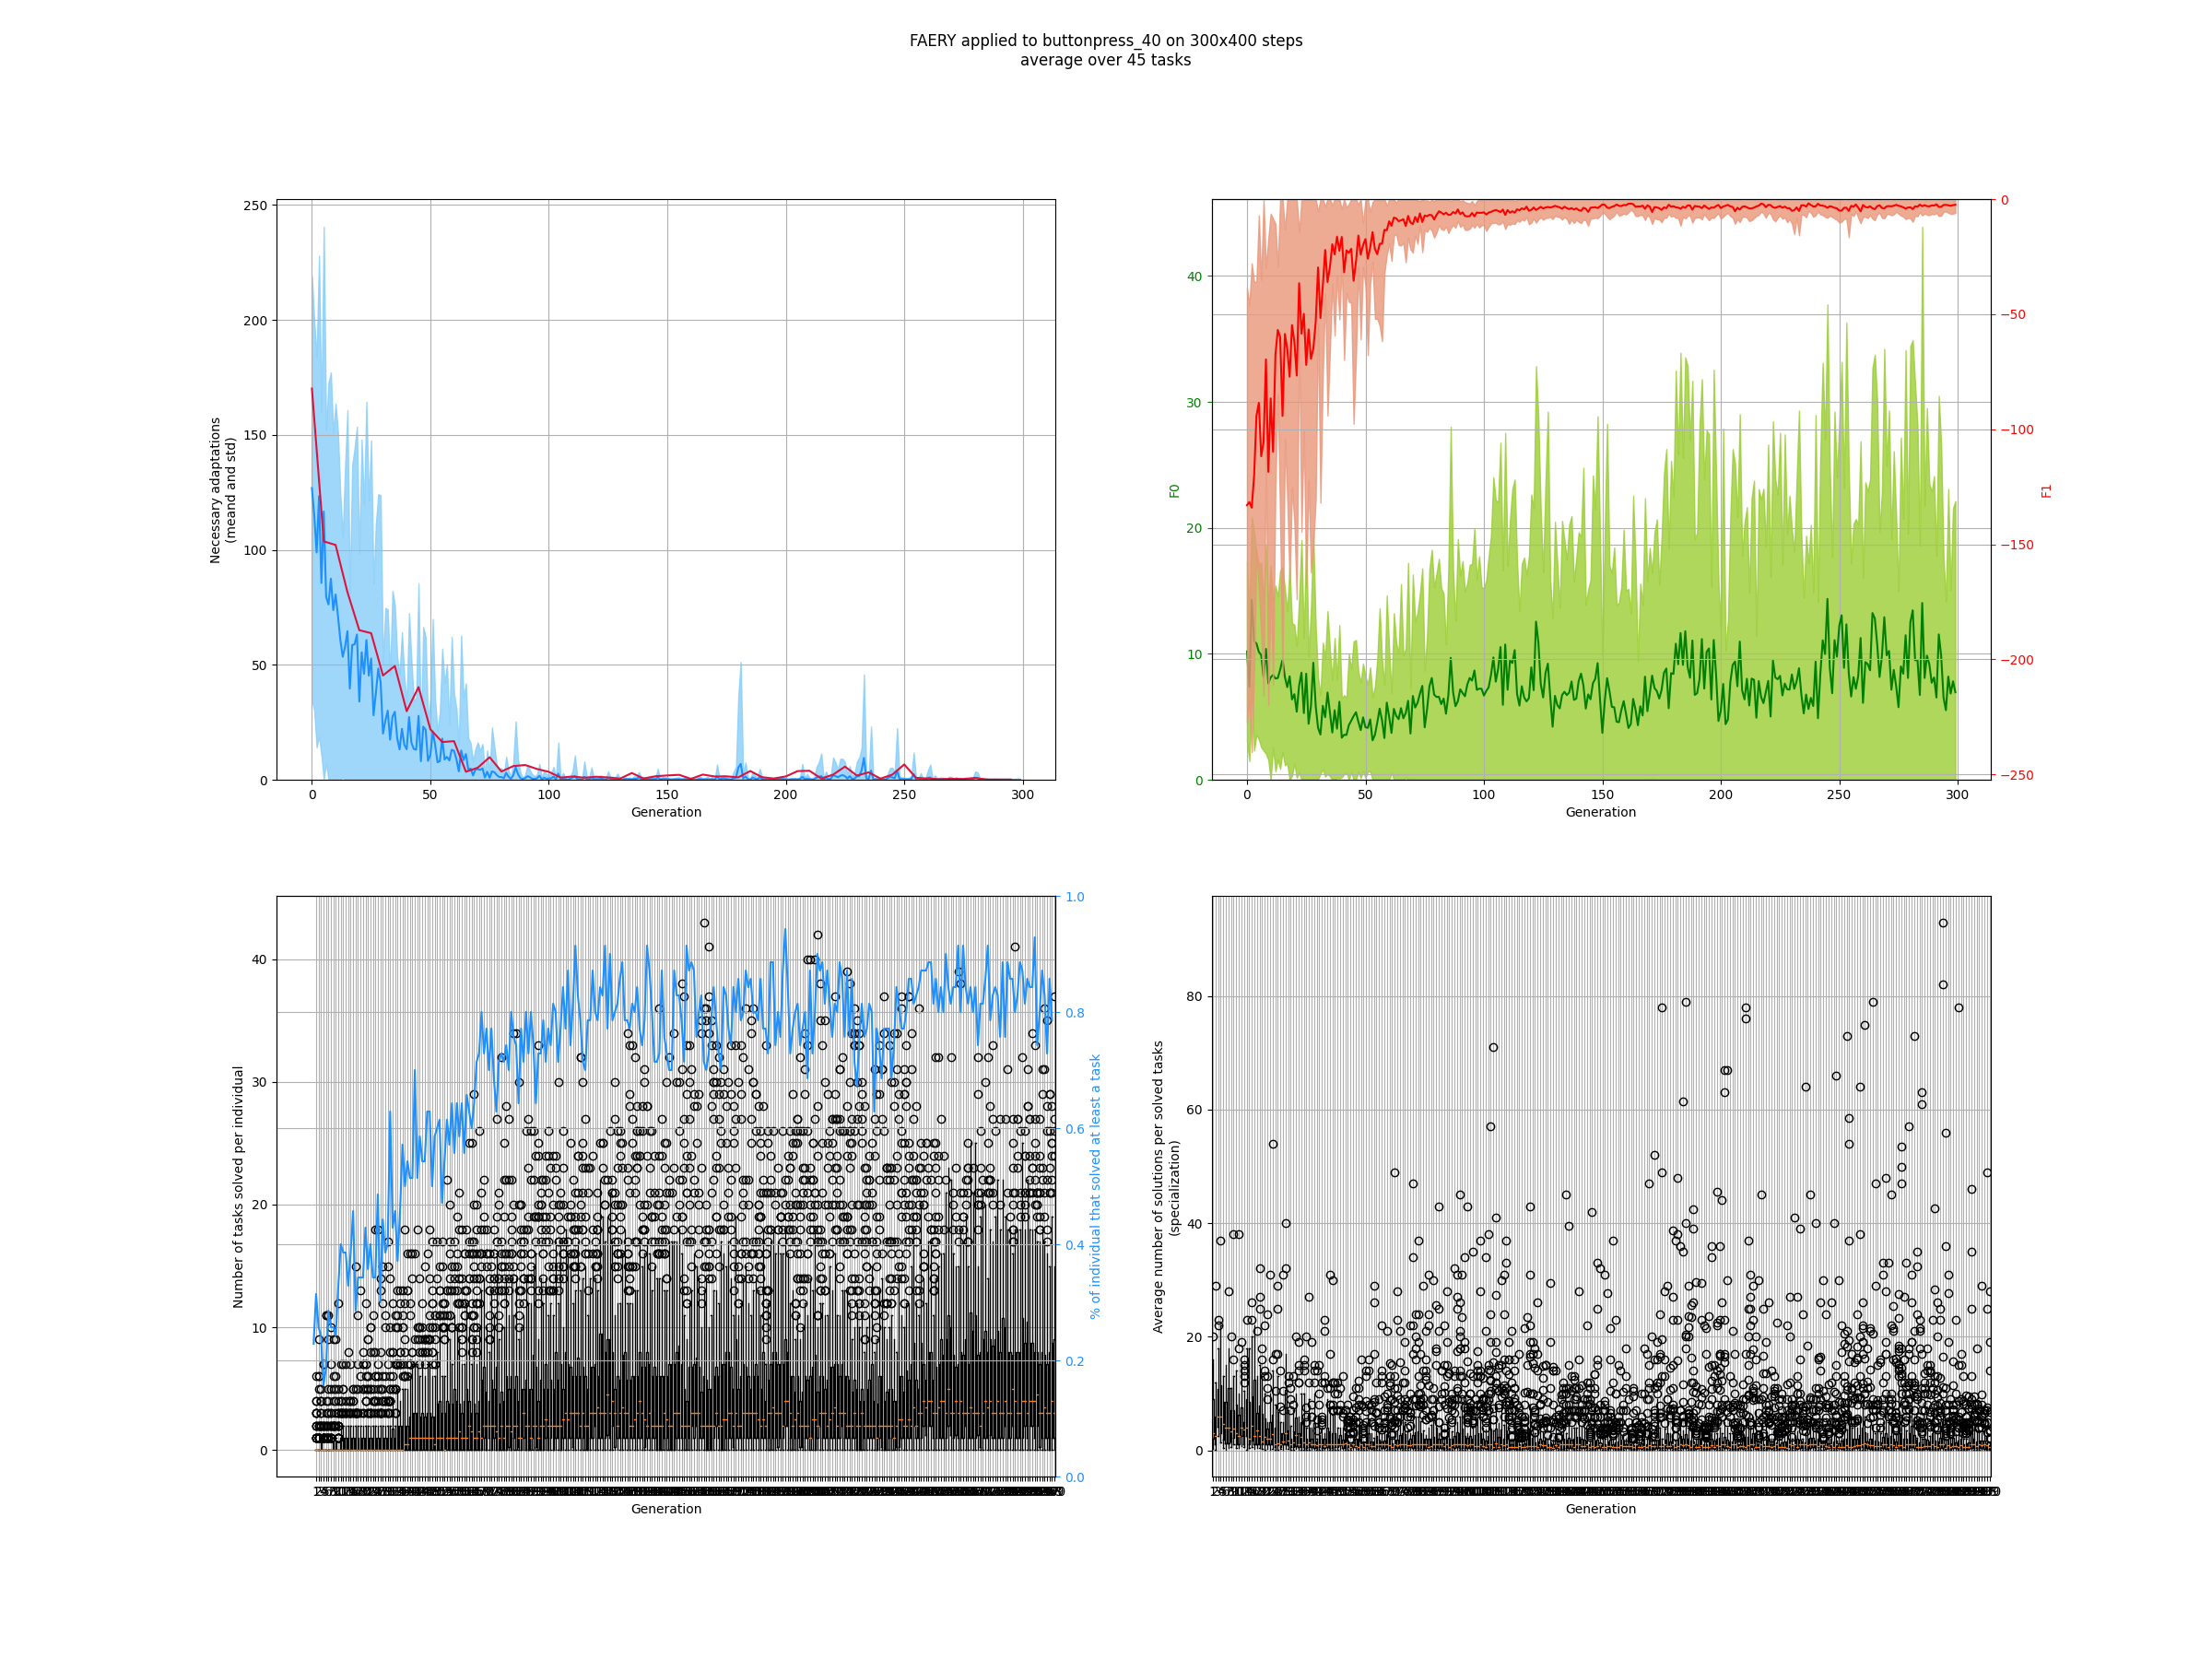 FAERY applied to buttonpress_40 on 300x400 steps
average over 45 tasks
250
200
150
100
50
0
Necessary adaptations
(meand and std)
0 50 100 150 200 250 300
Generation
40
30
20
10
0
F0
0
−50
−100
−150
−200
−250
F1
0 50 100 150 200 250 300
Generation
40
30
20
10
0
Number of tasks solved per individual
1.0
0.8
0.6
0.4
0.2
0.0
% of individual that solved at least a task
Generation
80
60
40
20
0
Average number of solutions per solved tasks
(specialization)
Generation